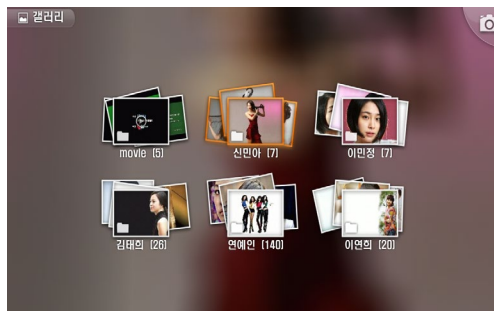 갤러리
movie (5)
신민아 (7)
이민정 (7)
김태희 (26)
연예인 (140)
이연희 (20)